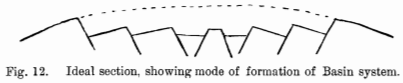 Fig. 12. Ideal section, showing mode of formation of Basin system.